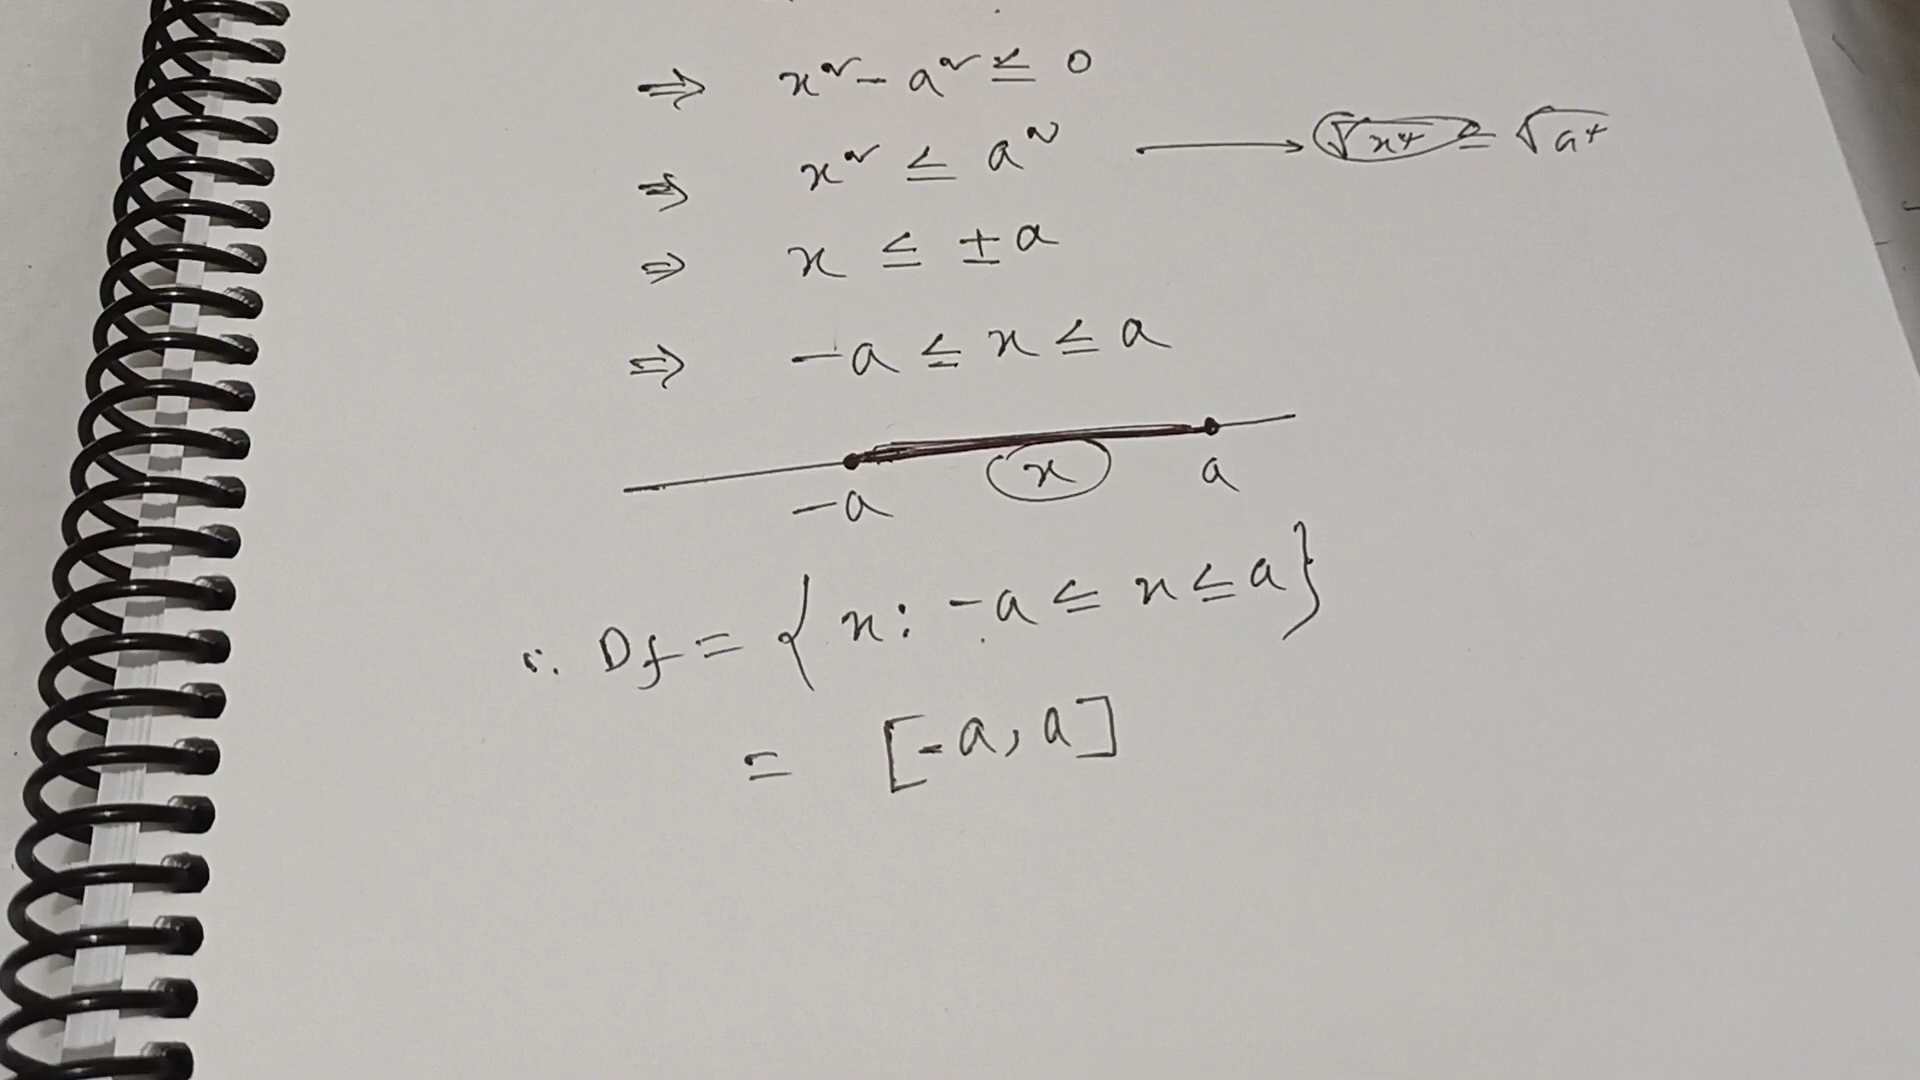 ⇒ x² - a² ≤ 0
⇒ x² ≤ a² ⟶ √x² ≤ √a²
⇒ x ≤ ±a
⇒ -a ≤ x ≤ a
-a x a
∴ Df = { x : -a ≤ x ≤ a }
= [-a, a]